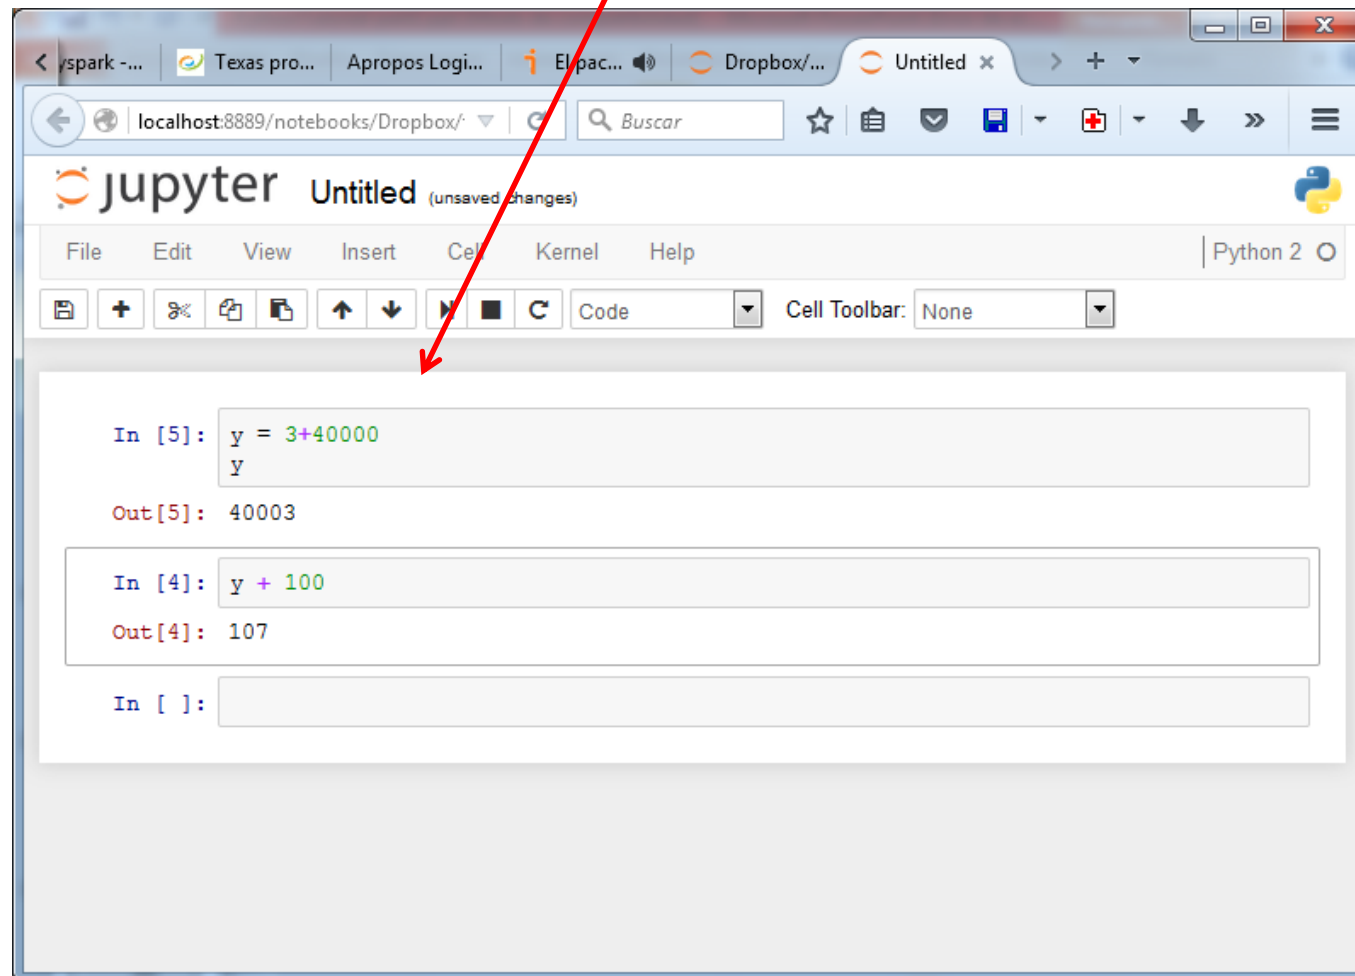 yspark -... Texas pro... Apropos Logi... El pac... Dropbox/... Untitled
localhost:8889/notebooks/Dropbox/ Buscar
jupyter Untitled (unsaved changes)
File Edit View Insert Cell Kernel Help Python 2
Code Cell Toolbar: None
In [5]: y = 3+40000
y
Out[5]: 40003
In [4]: y + 100
Out[4]: 107
In [ ]: